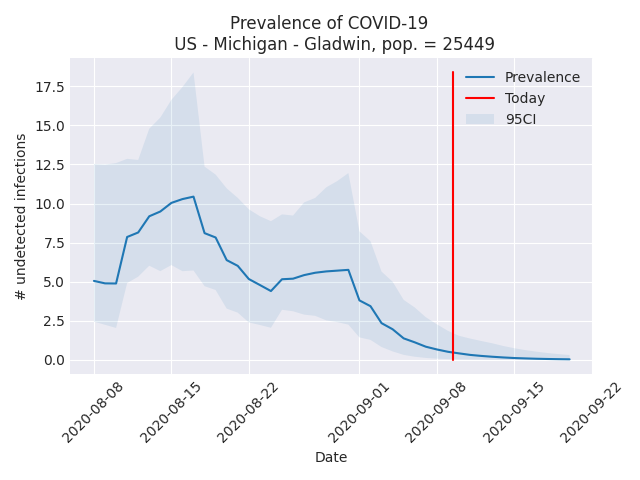 Prevalence of COVID-19
US - Michigan - Gladwin, pop. = 25449
Prevalence
Today
95CI
# undetected infections
17.5
15.0
12.5
10.0
7.5
5.0
2.5
0.0
2020-08-08
2020-08-15
2020-08-22
2020-09-01
2020-09-08
2020-09-15
2020-09-22
Date